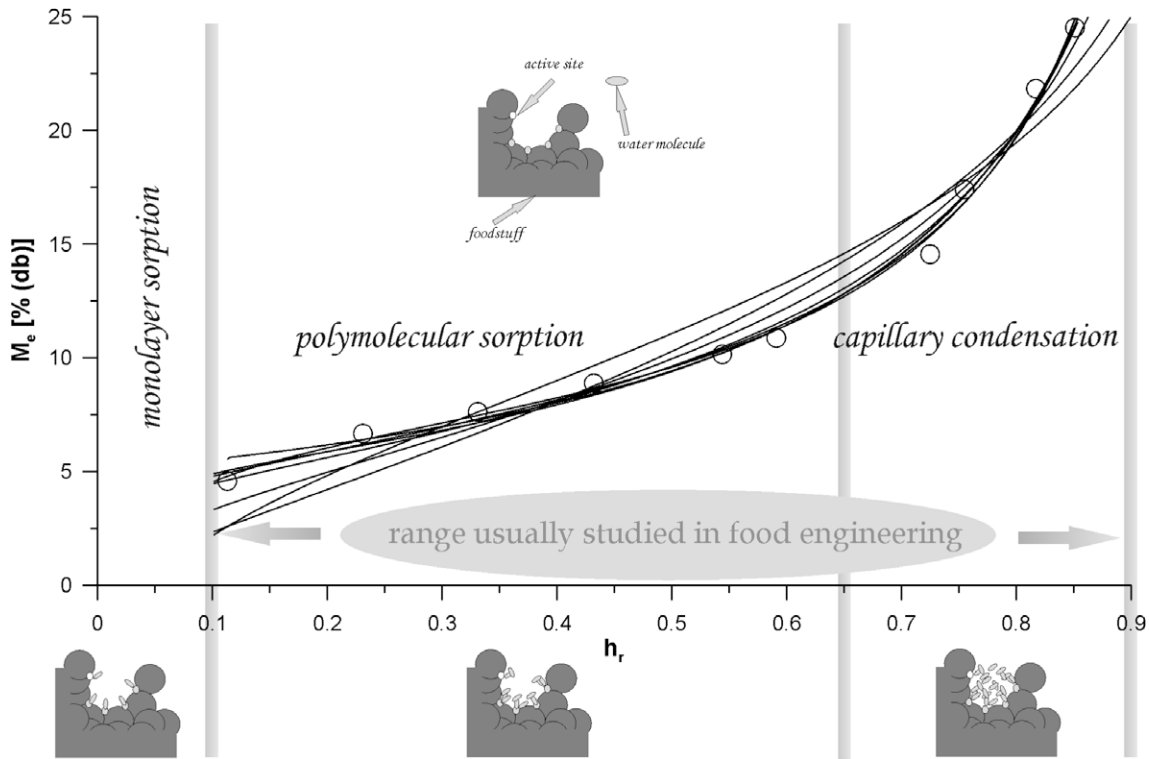 25
20
15
10
5
0
M_e [% (db)]
active site
water molecule
foodstuff
monolayer sorption
polymolecular sorption
capillary condensation
range usually studied in food engineering
0 0.1 0.2 0.3 0.4 0.5 0.6 0.7 0.8 0.9
h_r